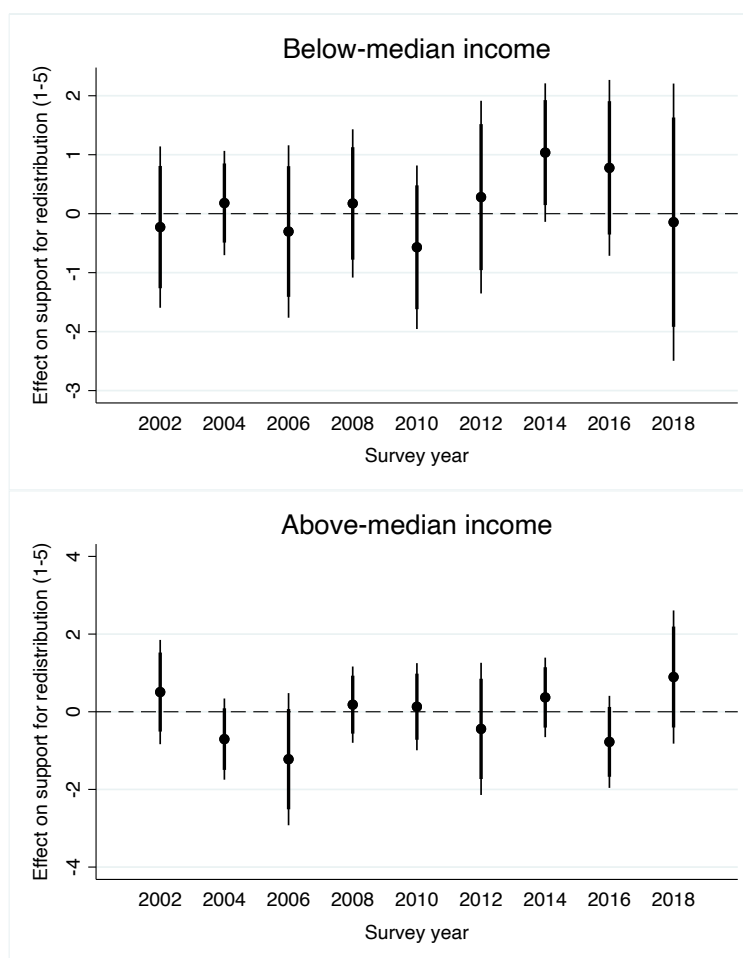 Below-median income
Effect on support for redistribution (1-5)
2
1
0
-1
-2
-3
2002 2004 2006 2008 2010 2012 2014 2016 2018
Survey year
Above-median income
Effect on support for redistribution (1-5)
4
2
0
-2
-4
2002 2004 2006 2008 2010 2012 2014 2016 2018
Survey year